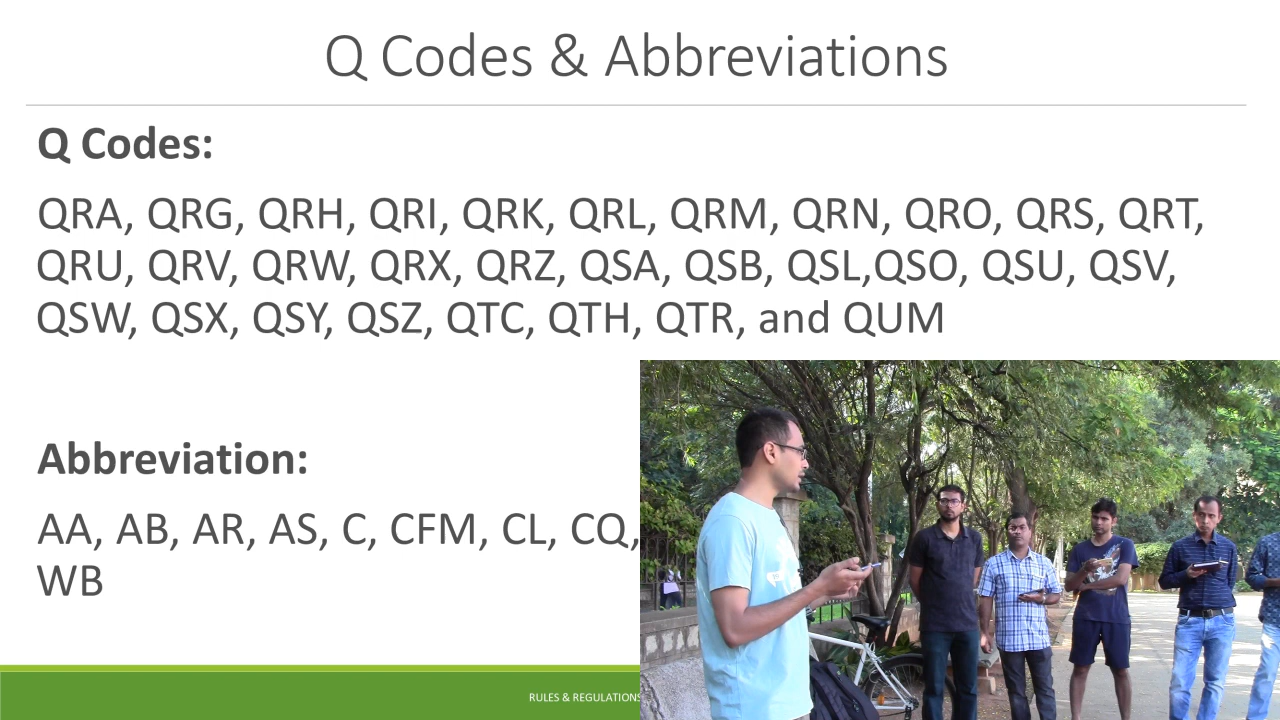 Q Codes & Abbreviations
Q Codes:
QRA, QRG, QRH, QRI, QRK, QRL, QRM, QRN, QRO, QRS, QRT,
QRU, QRV, QRW, QRX, QRZ, QSA, QSB, QSL,QSO, QSU, QSV,
QSW, QSX, QSY, QSZ, QTC, QTH, QTR, and QUM
Abbreviation:
AA, AB, AR, AS, C, CFM, CL, CQ,
WB
RULES & REGULATIONS